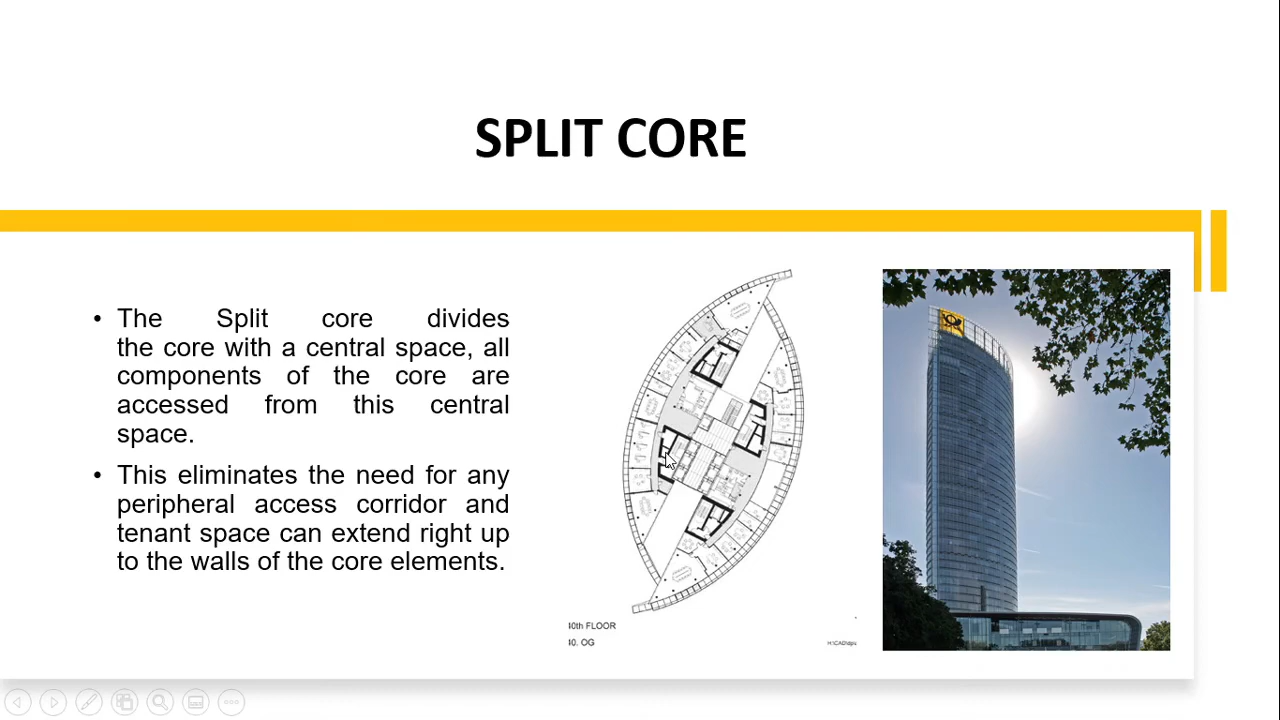 SPLIT CORE
• The Split core divides
the core with a central space, all
components of the core are
accessed from this central
space.
• This eliminates the need for any
peripheral access corridor and
tenant space can extend right up
to the walls of the core elements.
10th FLOOR
10. OG